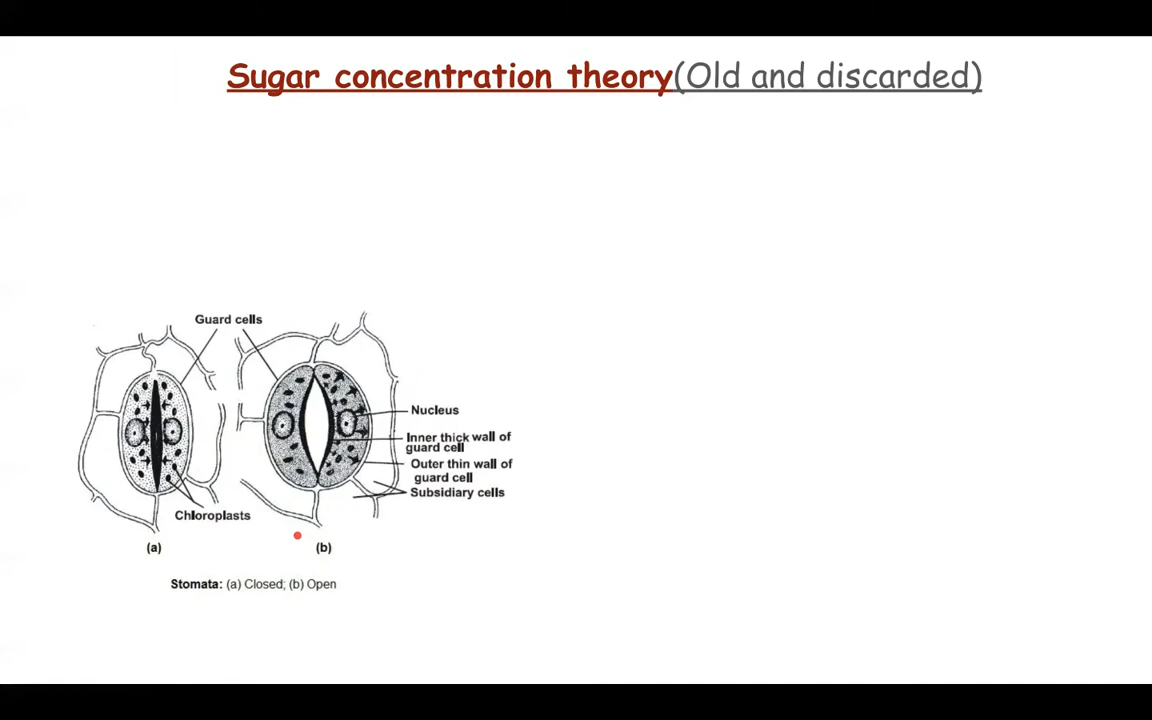 Sugar concentration theory(Old and discarded)
Guard cells
Nucleus
Inner thick wall of
guard cell
Outer thin wall of
guard cell
Subsidiary cells
Chloroplasts
(a)
(b)
Stomata: (a) Closed; (b) Open